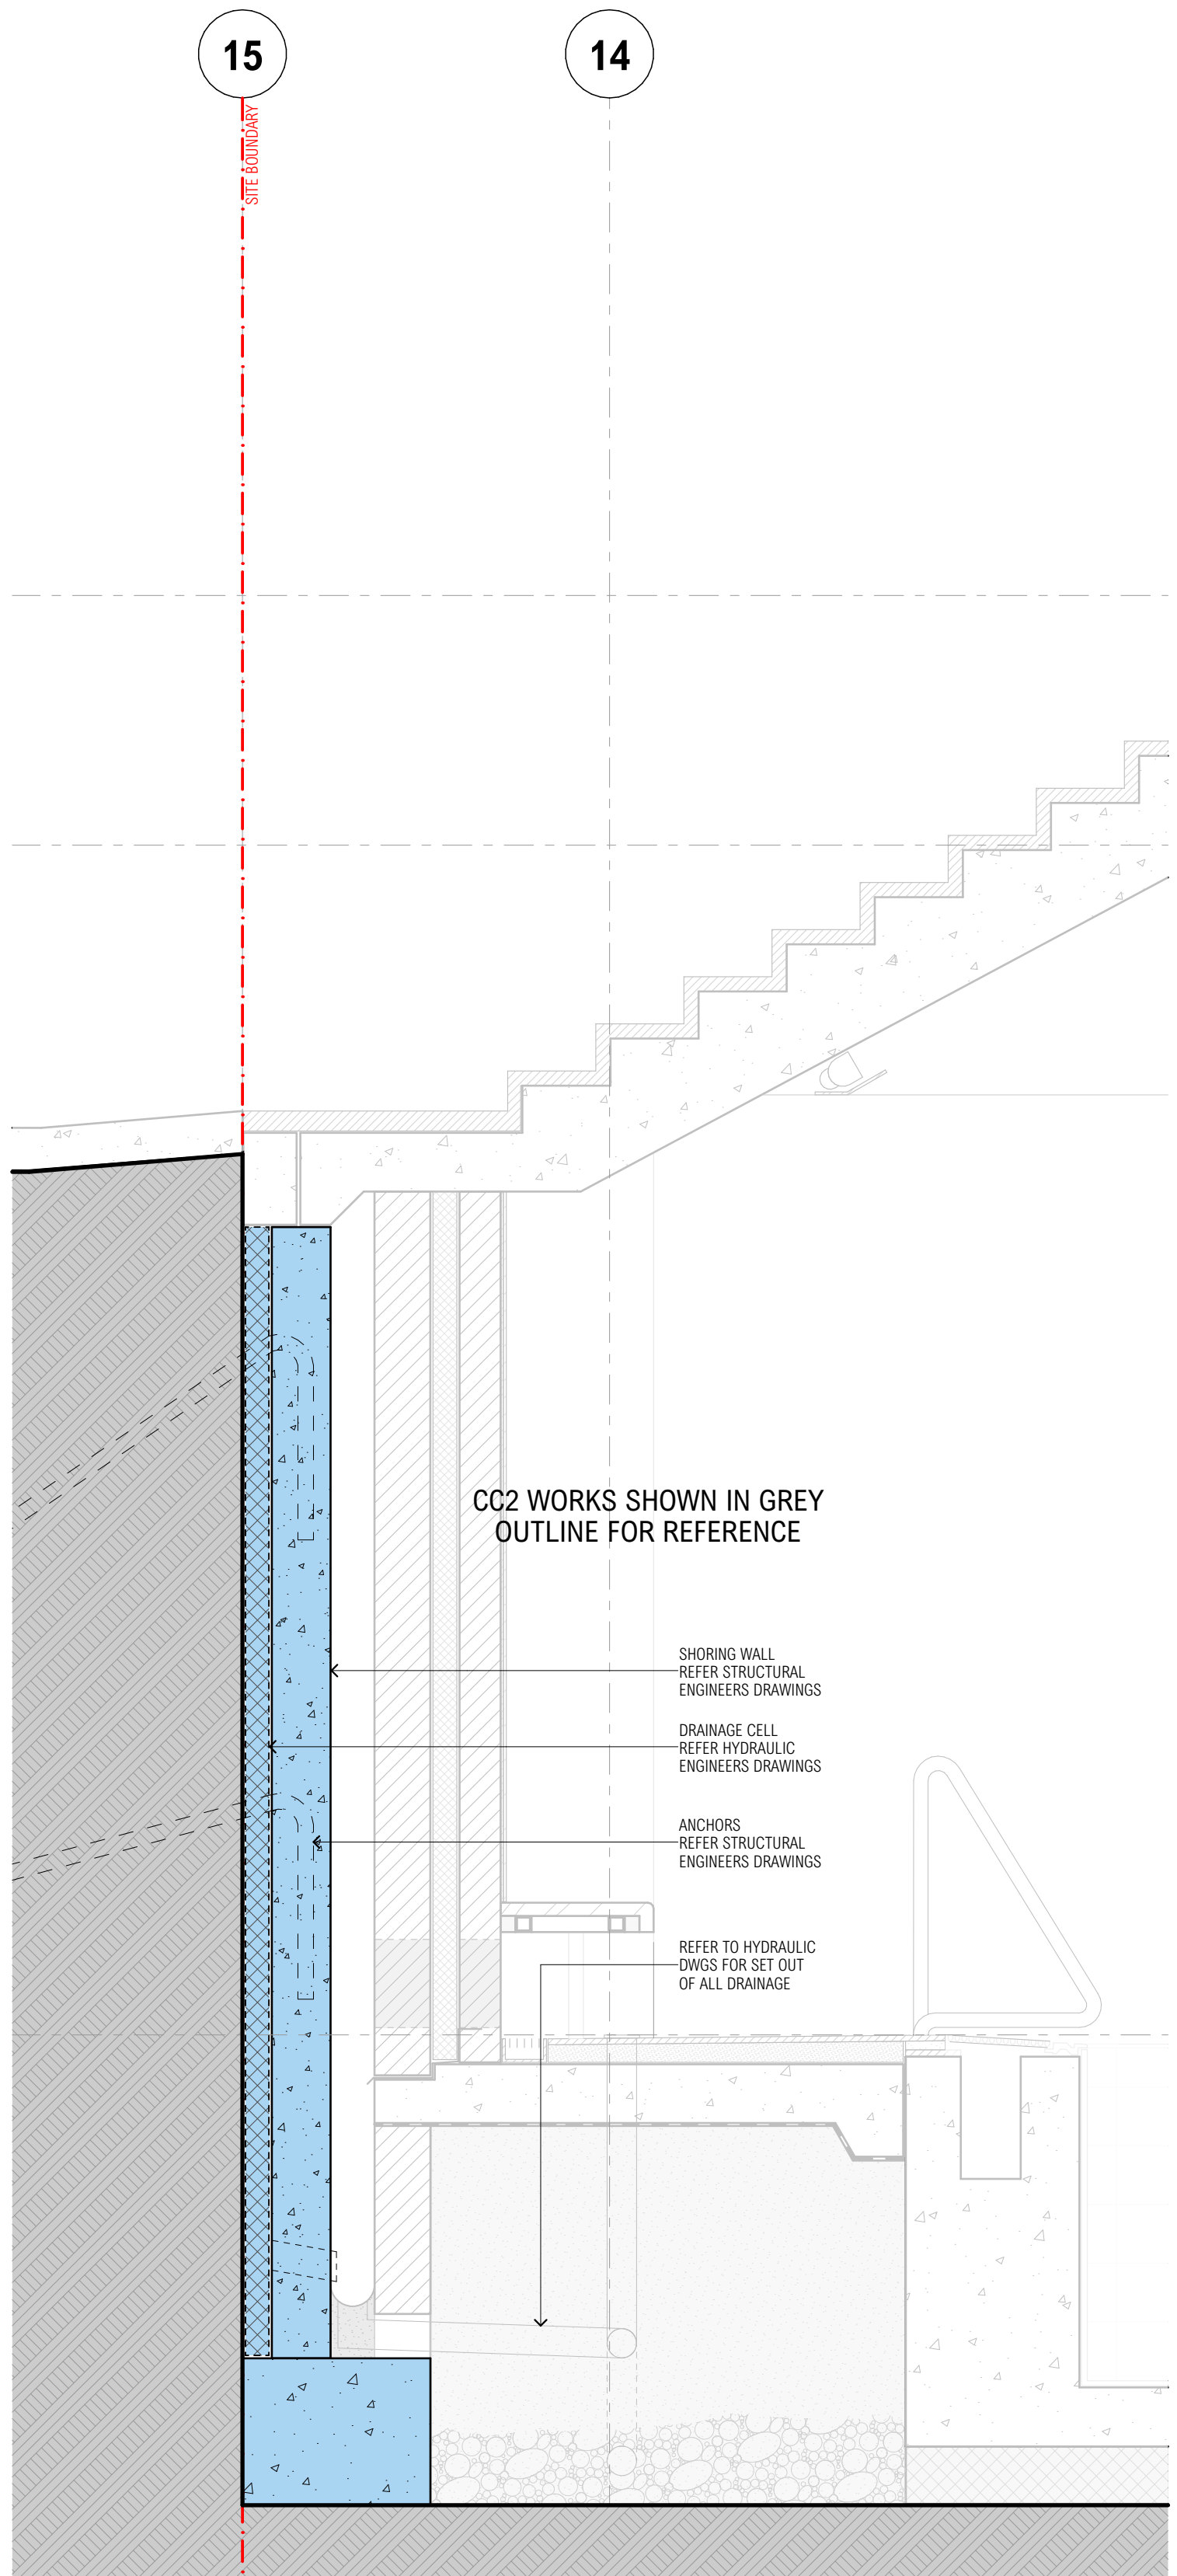 15
14
SITE BOUNDARY
CC2 WORKS SHOWN IN GREY
OUTLINE FOR REFERENCE
SHORING WALL
REFER STRUCTURAL
ENGINEERS DRAWINGS
DRAINAGE CELL
REFER HYDRAULIC
ENGINEERS DRAWINGS
ANCHORS
REFER STRUCTURAL
ENGINEERS DRAWINGS
REFER TO HYDRAULIC
DWGS FOR SET OUT
OF ALL DRAINAGE